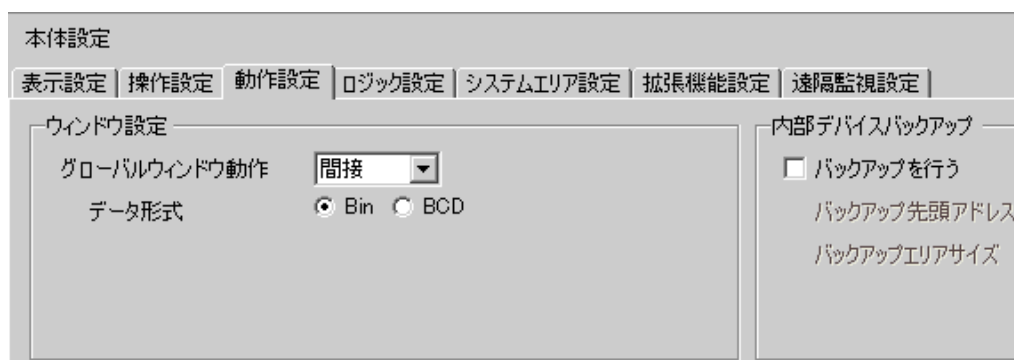 本体設定
表示設定 操作設定 動作設定 ロジック設定 システムエリア設定 拡張機能設定 遠隔監視設定
ウィンドウ設定
グローバルウィンドウ動作 間接
データ形式 Bin BCD
内部デバイスバックアップ
バックアップを行う
バックアップ先頭アドレス
バックアップエリアサイズ